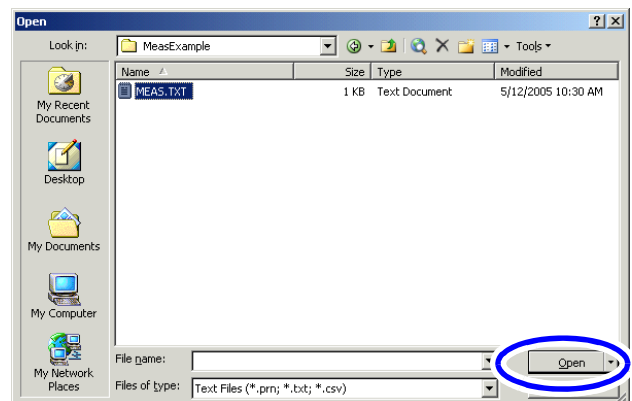 Open
Look in: MeasExample Tools
Name Size Type Modified
MEAS.TXT 1 KB Text Document 5/12/2005 10:30 AM
My Recent
Documents
Desktop
My Documents
My Computer
My Network
Places
File name: Open
Files of type: Text Files (*.prn; *.txt; *.csv)